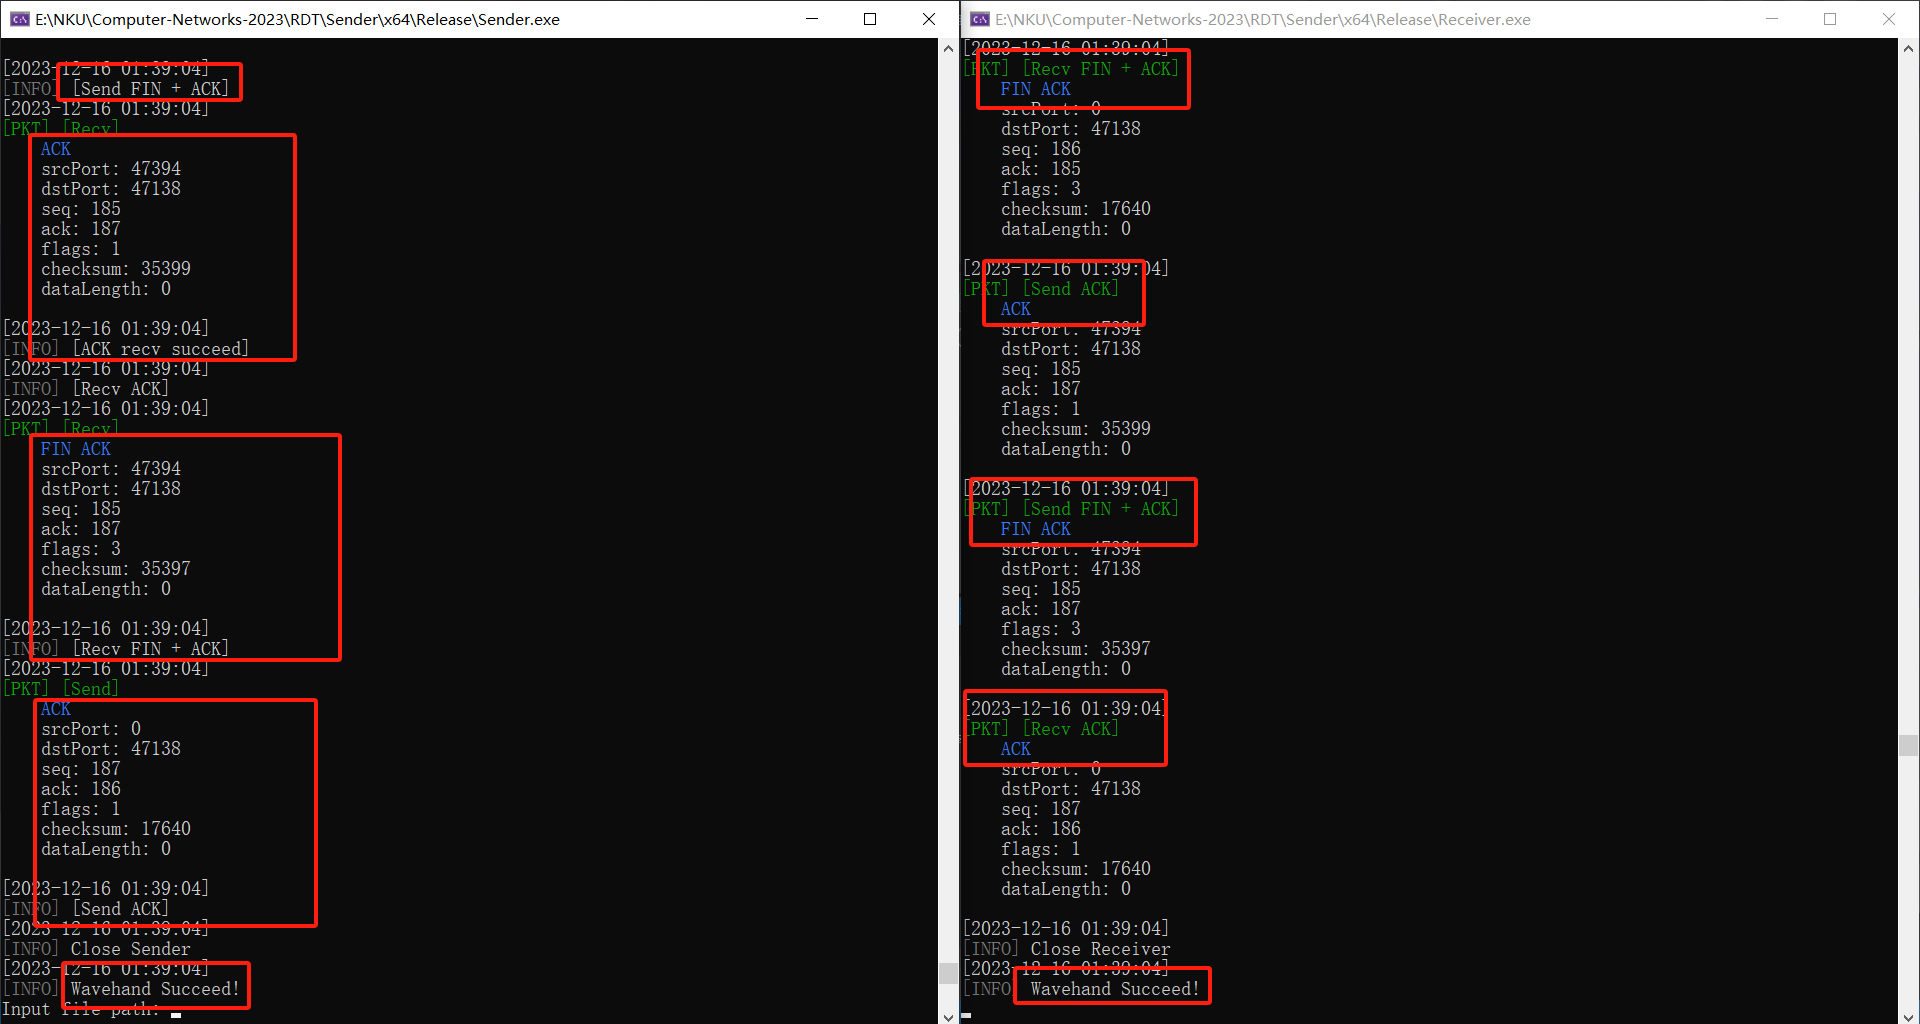 E:\NKU\Computer-Networks-2023\RDT\Sender\x64\Release\Sender.exe
[2023-12-16 01:39:04]
[INFO] [Send FIN + ACK]
[2023-12-16 01:39:04]
[PKT] [Recv]
ACK
srcPort: 47394
dstPort: 47138
seq: 185
ack: 187
flags: 1
checksum: 35399
dataLength: 0
[2023-12-16 01:39:04]
[INFO] [ACK recv succeed]
[2023-12-16 01:39:04]
[INFO] [Recv ACK]
[2023-12-16 01:39:04]
[PKT] [Recv]
FIN ACK
srcPort: 47394
dstPort: 47138
seq: 185
ack: 187
flags: 3
checksum: 35397
dataLength: 0
[2023-12-16 01:39:04]
[INFO] [Recv FIN + ACK]
[2023-12-16 01:39:04]
[PKT] [Send]
ACK
srcPort: 0
dstPort: 47138
seq: 187
ack: 186
flags: 1
checksum: 17640
dataLength: 0
[2023-12-16 01:39:04]
[INFO] [Send ACK]
[2023-12-16 01:39:04]
[INFO] Close Sender
[2023-12-16 01:39:04]
[INFO] Wavehand Succeed!
Input file path:
E:\NKU\Computer-Networks-2023\RDT\Sender\x64\Release\Receiver.exe
[2023-12-16 01:39:04]
[PKT] [Recv FIN + ACK]
FIN ACK
srcPort: 0
dstPort: 47138
seq: 186
ack: 185
flags: 3
checksum: 17640
dataLength: 0
[2023-12-16 01:39:04]
[PKT] [Send ACK]
ACK
srcPort: 47394
dstPort: 47138
seq: 185
ack: 187
flags: 1
checksum: 35399
dataLength: 0
[2023-12-16 01:39:04]
[PKT] [Send FIN + ACK]
FIN ACK
srcPort: 47394
dstPort: 47138
seq: 185
ack: 187
flags: 3
checksum: 35397
dataLength: 0
[2023-12-16 01:39:04]
[PKT] [Recv ACK]
ACK
srcPort: 0
dstPort: 47138
seq: 187
ack: 186
flags: 1
checksum: 17640
dataLength: 0
[2023-12-16 01:39:04]
[INFO] Close Receiver
[2023-12-16 01:39:04]
[INFO] Wavehand Succeed!